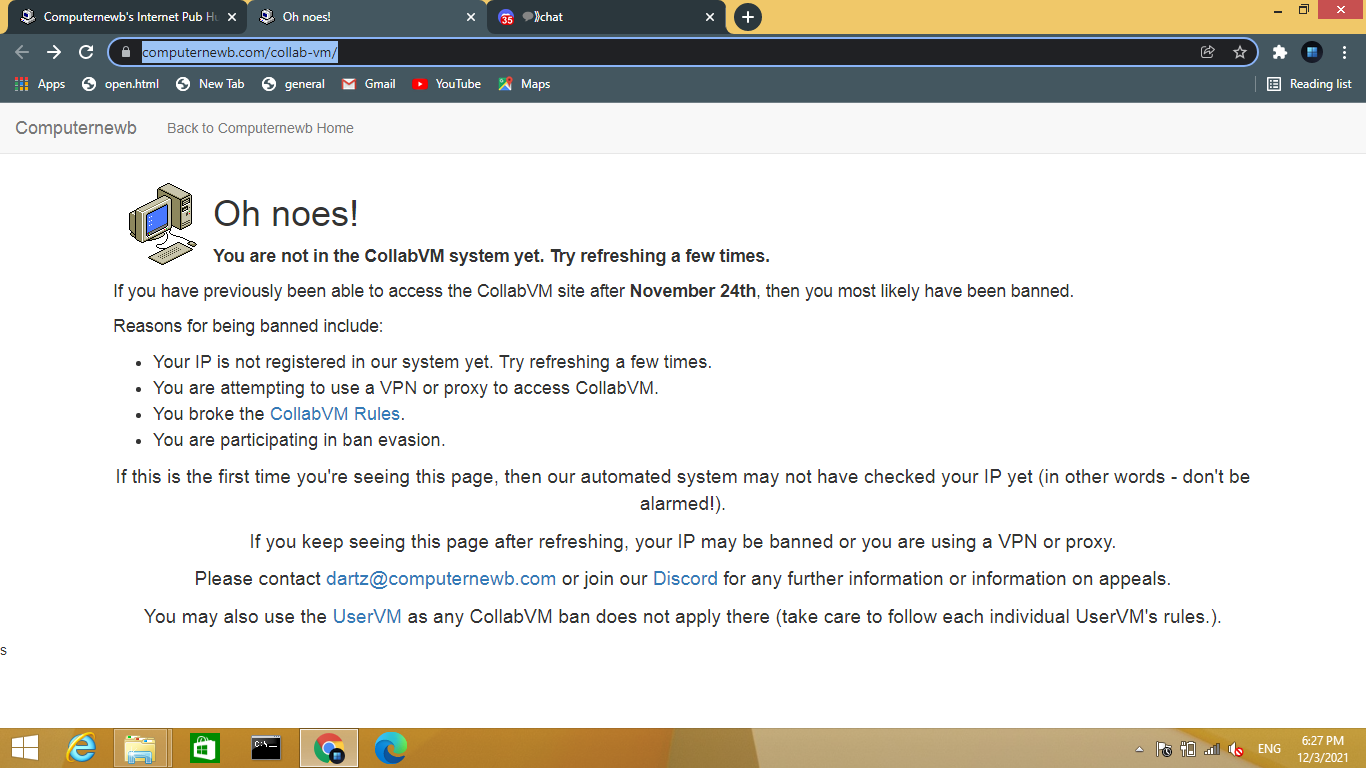 Computernewb's Internet Pub Hu
Oh noes!
35
chat
computernewb.com/collab-vm/
Apps
open.html
New Tab
general
Gmail
YouTube
Maps
Reading list
Computernewb
Back to Computernewb Home
Oh noes!
You are not in the CollabVM system yet. Try refreshing a few times.
If you have previously been able to access the CollabVM site after November 24th, then you most likely have been banned.
Reasons for being banned include:
• Your IP is not registered in our system yet. Try refreshing a few times.
• You are attempting to use a VPN or proxy to access CollabVM.
• You broke the CollabVM Rules.
• You are participating in ban evasion.
If this is the first time you're seeing this page, then our automated system may not have checked your IP yet (in other words - don't be
alarmed!).
If you keep seeing this page after refreshing, your IP may be banned or you are using a VPN or proxy.
Please contact dartz@computernewb.com or join our Discord for any further information or information on appeals.
You may also use the UserVM as any CollabVM ban does not apply there (take care to follow each individual UserVM's rules.).
s
C:\_
ENG
6:27 PM
12/3/2021